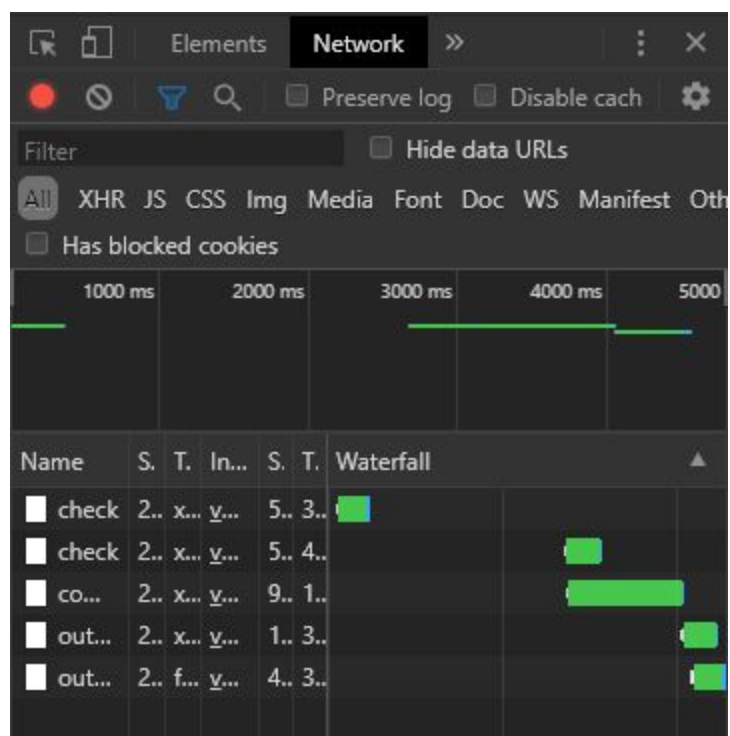 Elements Network »
Preserve log Disable cach
Filter Hide data URLs
All XHR JS CSS Img Media Font Doc WS Manifest Oth
Has blocked cookies
1000 ms 2000 ms 3000 ms 4000 ms 5000
Name S. T. In... S. T. Waterfall
check 2.. x... v... 5.. 3..
check 2.. x... v... 5.. 4..
co... 2.. x... v... 9.. 1..
out... 2.. x... v... 1.. 3..
out... 2.. f... v... 4.. 3..